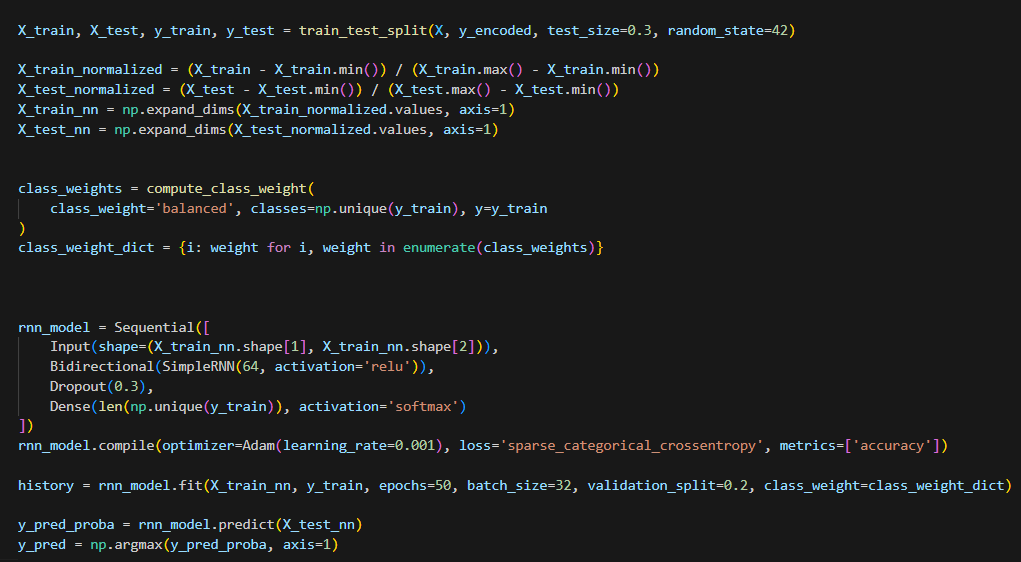 X_train, X_test, y_train, y_test = train_test_split(X, y_encoded, test_size=0.3, random_state=42)
X_train_normalized = (X_train - X_train.min()) / (X_train.max() - X_train.min())
X_test_normalized = (X_test - X_test.min()) / (X_test.max() - X_test.min())
X_train_nn = np.expand_dims(X_train_normalized.values, axis=1)
X_test_nn = np.expand_dims(X_test_normalized.values, axis=1)
class_weights = compute_class_weight(
    class_weight='balanced', classes=np.unique(y_train), y=y_train
)
class_weight_dict = {i: weight for i, weight in enumerate(class_weights)}
rnn_model = Sequential([
    Input(shape=(X_train_nn.shape[1], X_train_nn.shape[2])),
    Bidirectional(SimpleRNN(64, activation='relu')),
    Dropout(0.3),
    Dense(len(np.unique(y_train)), activation='softmax')
])
rnn_model.compile(optimizer=Adam(learning_rate=0.001), loss='sparse_categorical_crossentropy', metrics=['accuracy'])
history = rnn_model.fit(X_train_nn, y_train, epochs=50, batch_size=32, validation_split=0.2, class_weight=class_weight_dict)
y_pred_proba = rnn_model.predict(X_test_nn)
y_pred = np.argmax(y_pred_proba, axis=1)